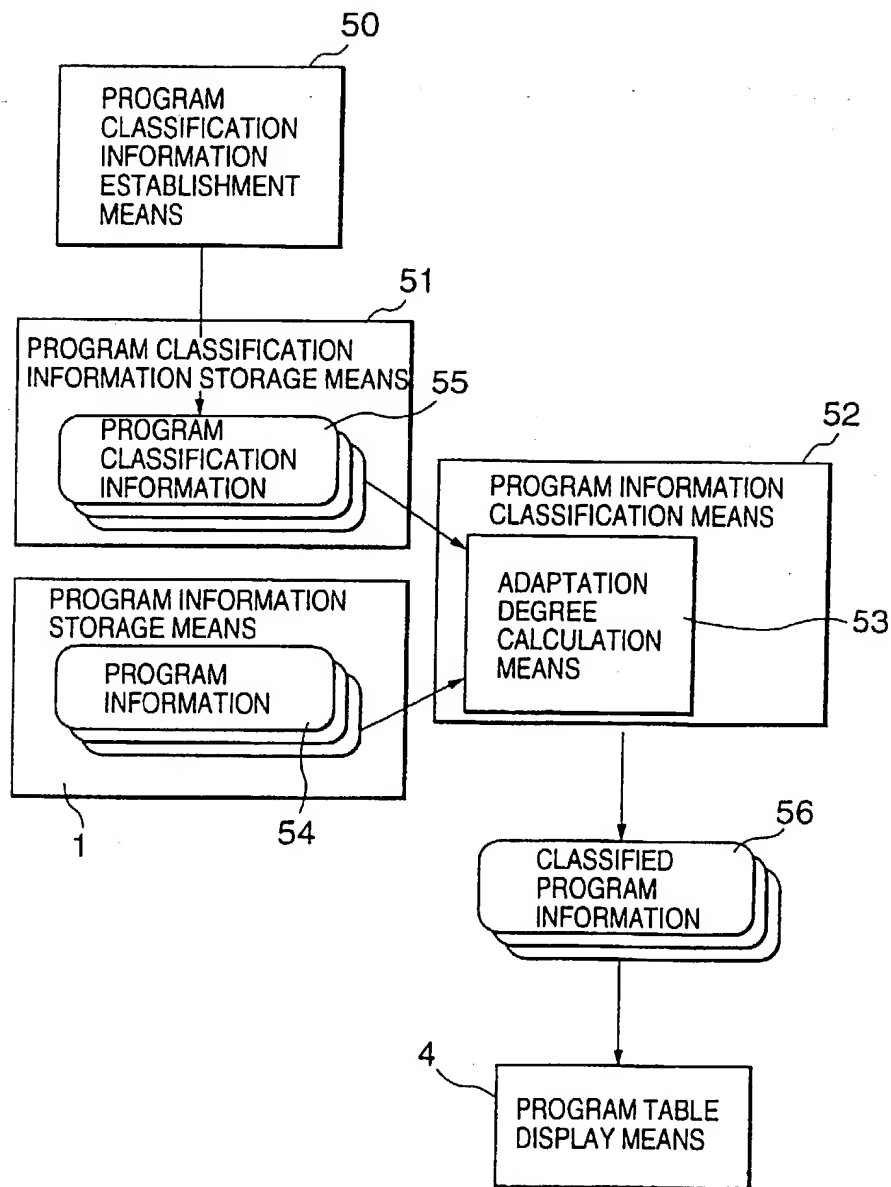 50
PROGRAM
CLASSIFICATION
INFORMATION
ESTABLISHMENT
MEANS
51
PROGRAM CLASSIFICATION
INFORMATION STORAGE MEANS
55
PROGRAM
CLASSIFICATION
INFORMATION
52
PROGRAM INFORMATION
CLASSIFICATION MEANS
ADAPTATION
DEGREE
CALCULATION
MEANS
53
PROGRAM INFORMATION
STORAGE MEANS
PROGRAM
INFORMATION
1
54
56
CLASSIFIED
PROGRAM
INFORMATION
4
PROGRAM TABLE
DISPLAY MEANS